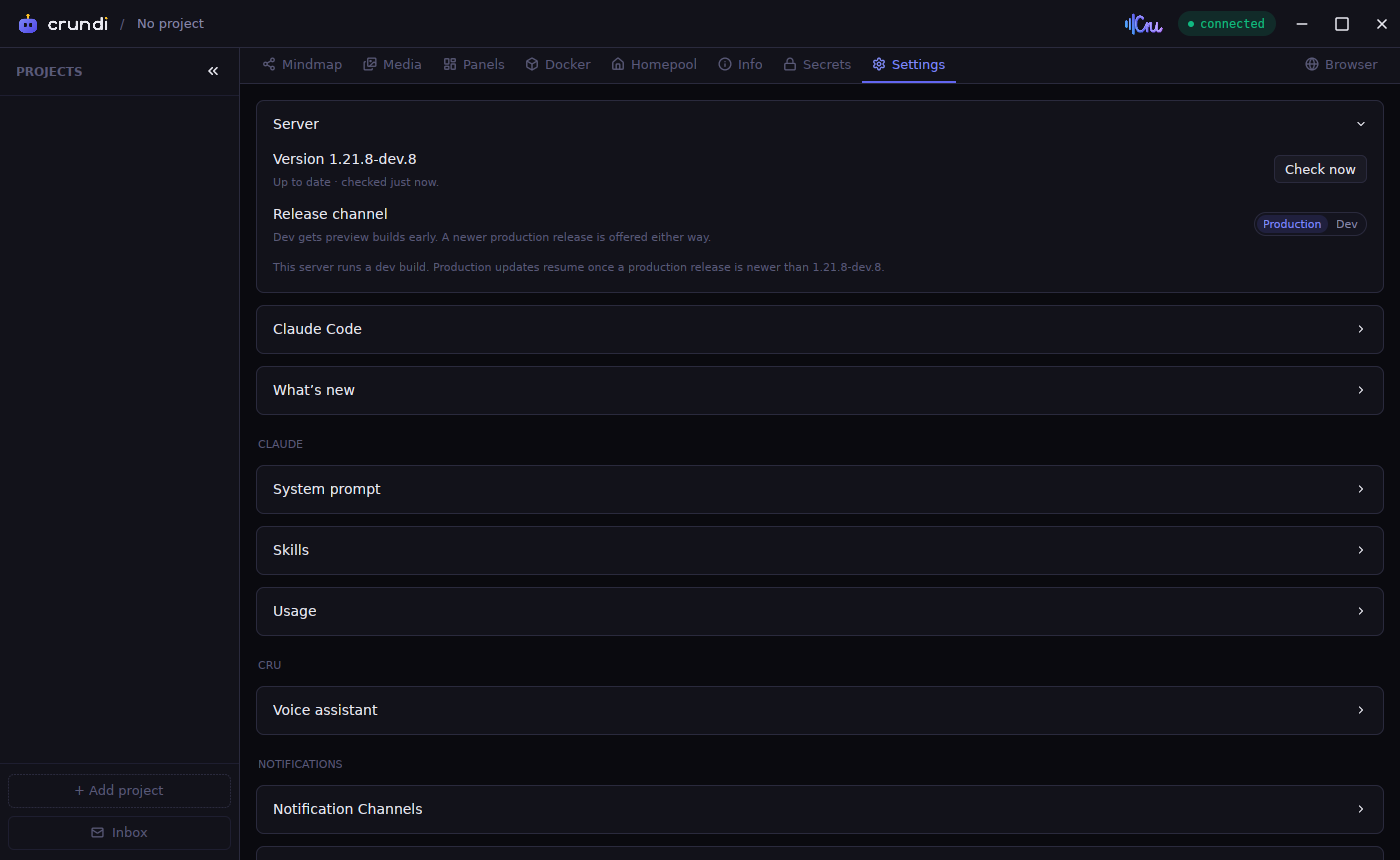 crundi / No project
Cru
connected
PROJECTS
Mindmap
Media
Panels
Docker
Homepool
Info
Secrets
Settings
Browser
Server
Version 1.21.8-dev.8
Up to date · checked just now.
Check now
Release channel
Dev gets preview builds early. A newer production release is offered either way.
Production
Dev
This server runs a dev build. Production updates resume once a production release is newer than 1.21.8-dev.8.
Claude Code
What’s new
CLAUDE
System prompt
Skills
Usage
CRU
Voice assistant
NOTIFICATIONS
Notification Channels
+ Add project
Inbox